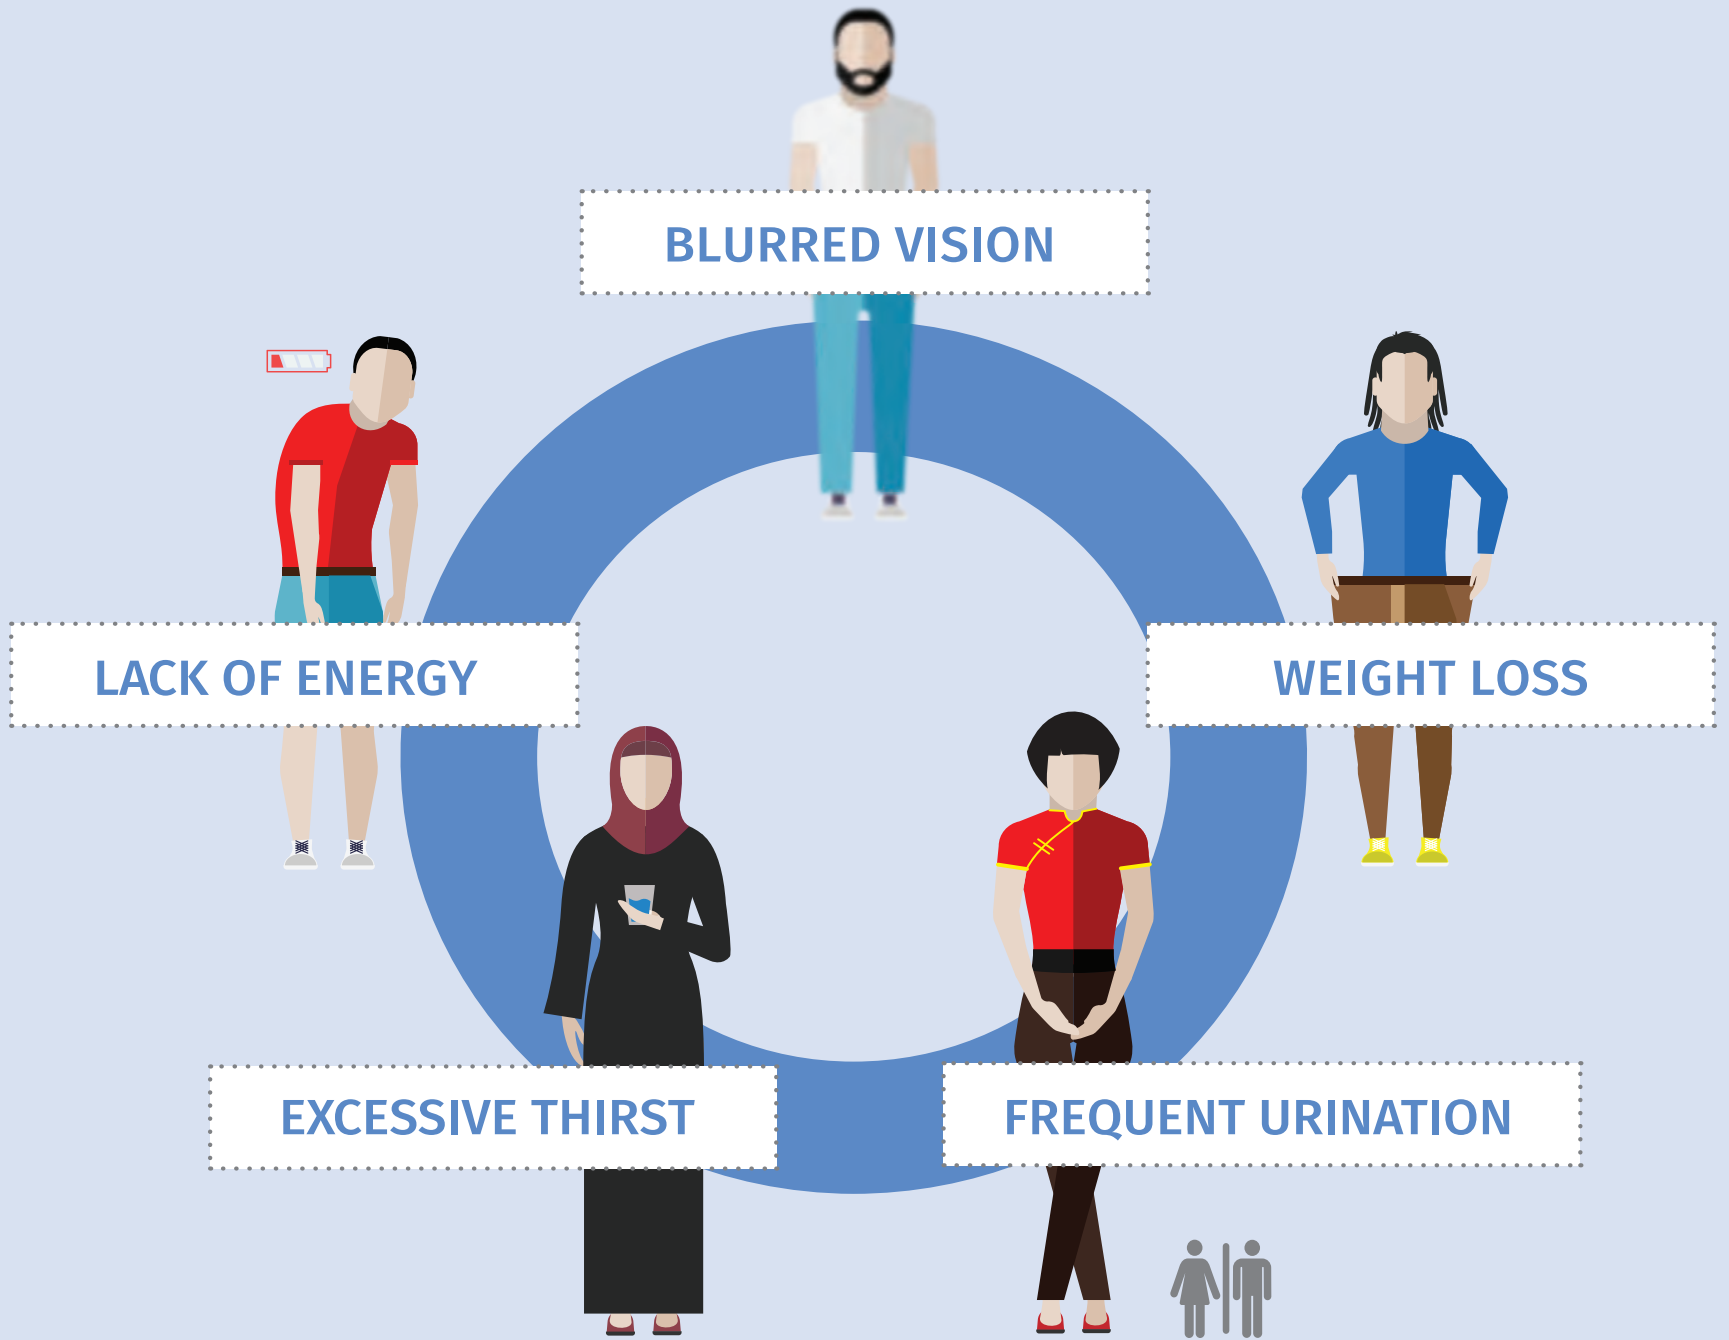 BLURRED VISION
LACK OF ENERGY
WEIGHT LOSS
EXCESSIVE THIRST
FREQUENT URINATION